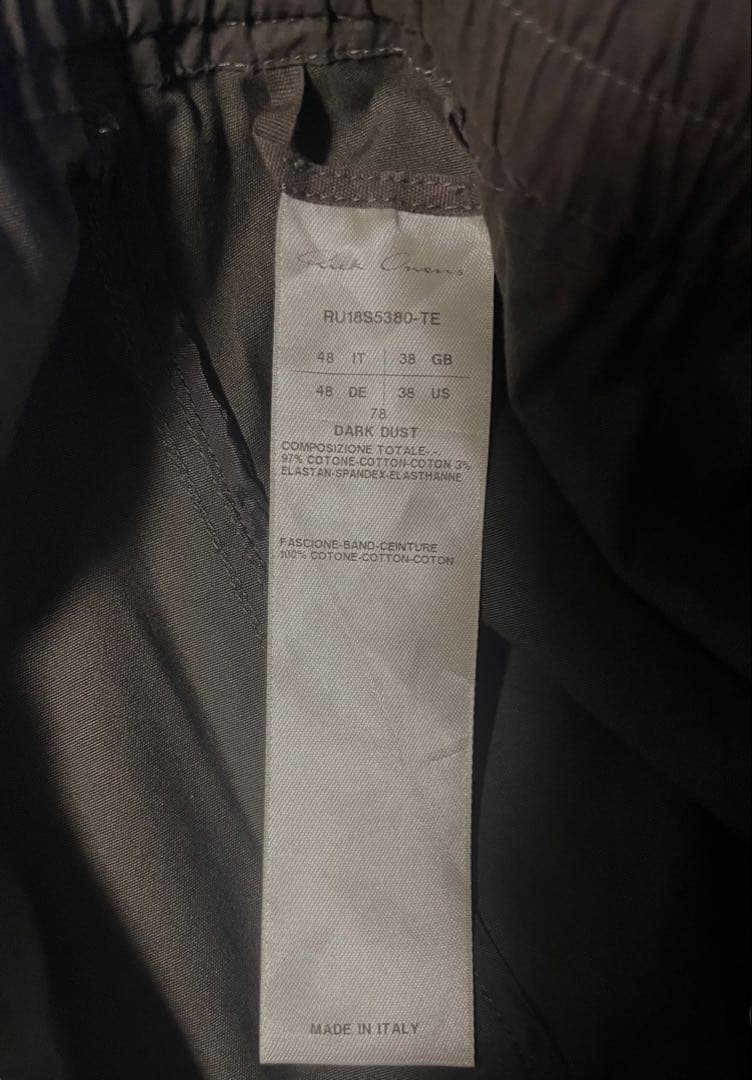 Rick Owens
RU18S5380-TE
48 IT | 38 GB
48 DE | 38 US
78
DARK DUST
COMPOSIZIONE TOTALE--
97% COTONE-COTTON-COTON 3%
ELASTAN-SPANDEX-ELASTHANNE
FASCIONE-BAND-CEINTURE
100% COTONE-COTTON-COTON
MADE IN ITALY